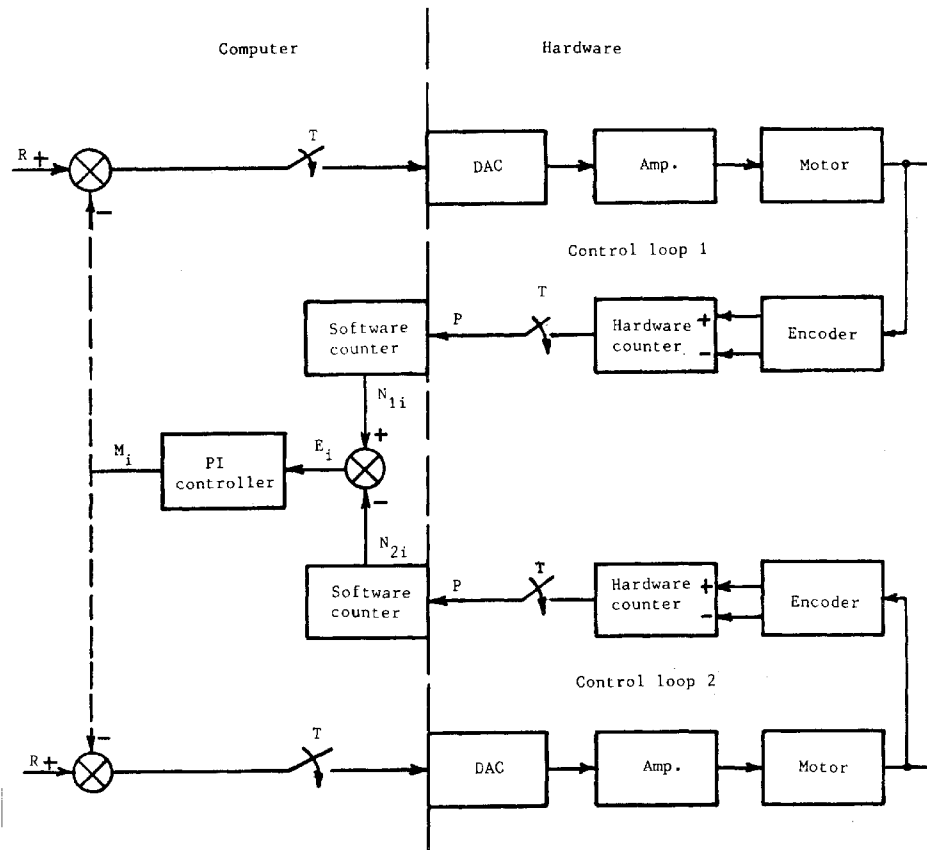 Computer Hardware
T
R + DAC Amp. Motor
-
Control loop 1
T
Software counter P Hardware counter + - Encoder
N1i
+
Mi PI controller Ei
-
N2i
T
Software counter P Hardware counter + - Encoder
Control loop 2
-
T
R + DAC Amp. Motor